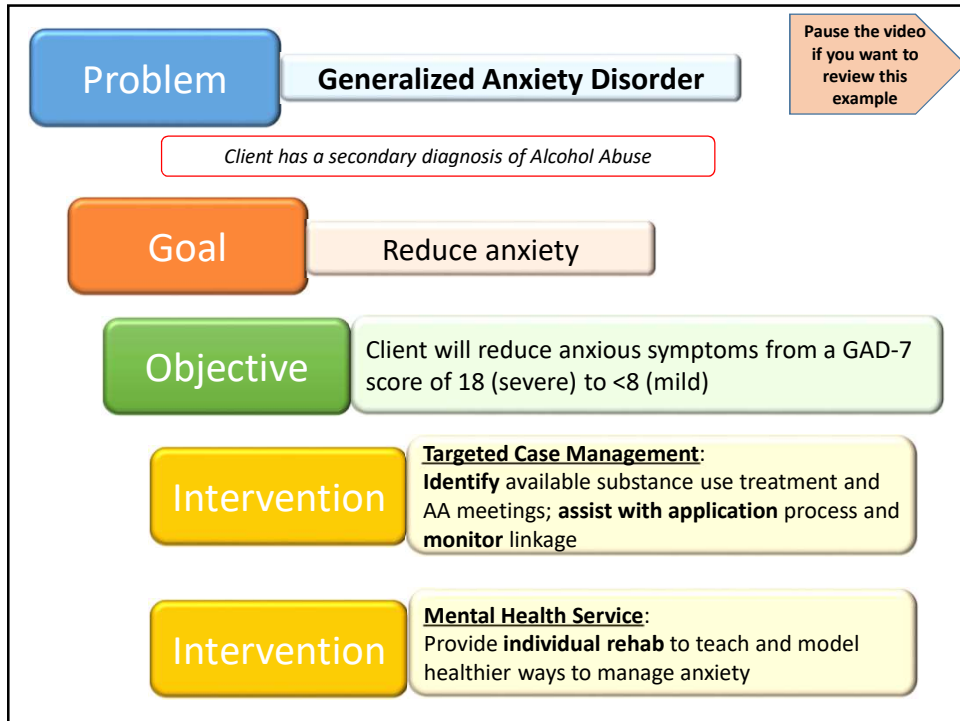 Problem
Generalized Anxiety Disorder
Pause the video
if you want to
review this
example
Client has a secondary diagnosis of Alcohol Abuse
Goal
Reduce anxiety
Objective
Client will reduce anxious symptoms from a GAD-7
score of 18 (severe) to <8 (mild)
Intervention
Targeted Case Management:
Identify available substance use treatment and
AA meetings; assist with application process and
monitor linkage
Intervention
Mental Health Service:
Provide individual rehab to teach and model
healthier ways to manage anxiety